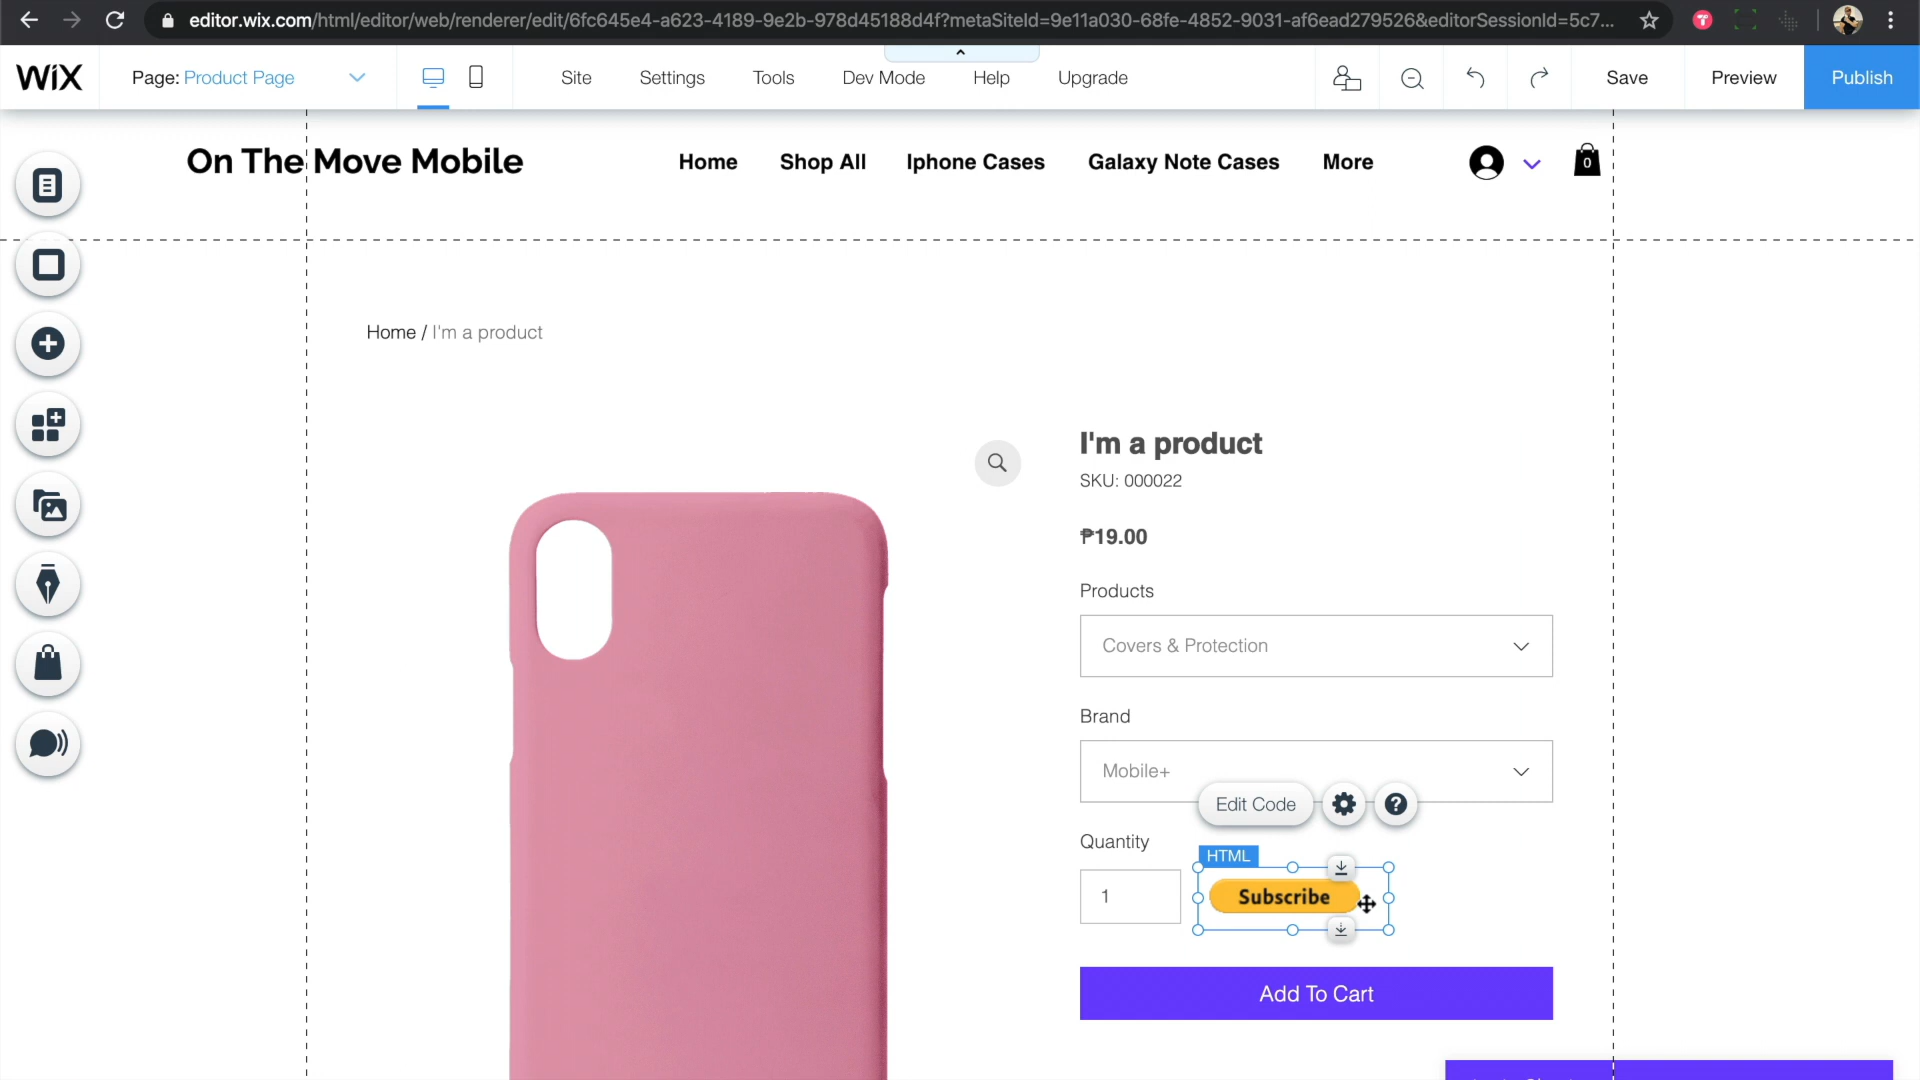 editor.wix.com/html/editor/web/renderer/edit/6fc645e4-a623-4189-9e2b-978d45188d4f?metaSiteId=9e11a030-68fe-4852-9031-af6ead279526&editorSessionId=5c7...
WiX Page: Product Page Site Settings Tools Dev Mode Help Upgrade Save Preview Publish
On The Move Mobile Home Shop All Iphone Cases Galaxy Note Cases More 0
Home / I'm a product
I'm a product
SKU: 000022
₱19.00
Products
Covers & Protection
Brand
Mobile+
Edit Code
Quantity
HTML
1 Subscribe
Add To Cart